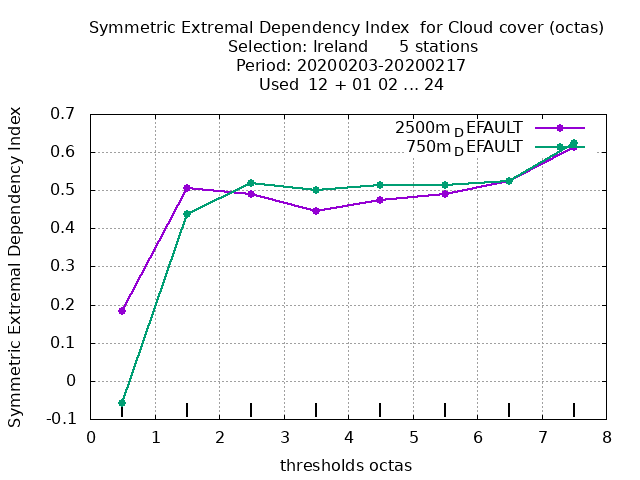 Symmetric Extremal Dependency Index  for Cloud cover (octas)
Selection: Ireland      5 stations
Period: 20200203-20200217
Used  12 + 01 02 ... 24
Symmetric Extremal Dependency Index
0.7
0.6
0.5
0.4
0.3
0.2
0.1
0
-0.1
2500m_DEFAULT
750m_DEFAULT
0 1 2 3 4 5 6 7 8
thresholds octas